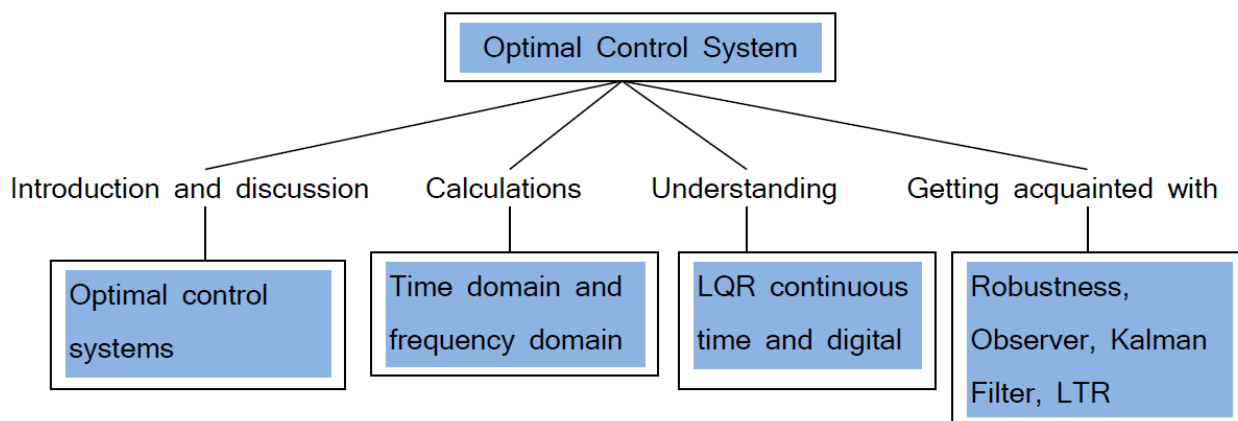 Optimal Control System
Introduction and discussion
Calculations
Understanding
Getting acquainted with
Optimal control
systems
Time domain and
frequency domain
LQR continuous
time and digital
Robustness,
Observer, Kalman
Filter, LTR